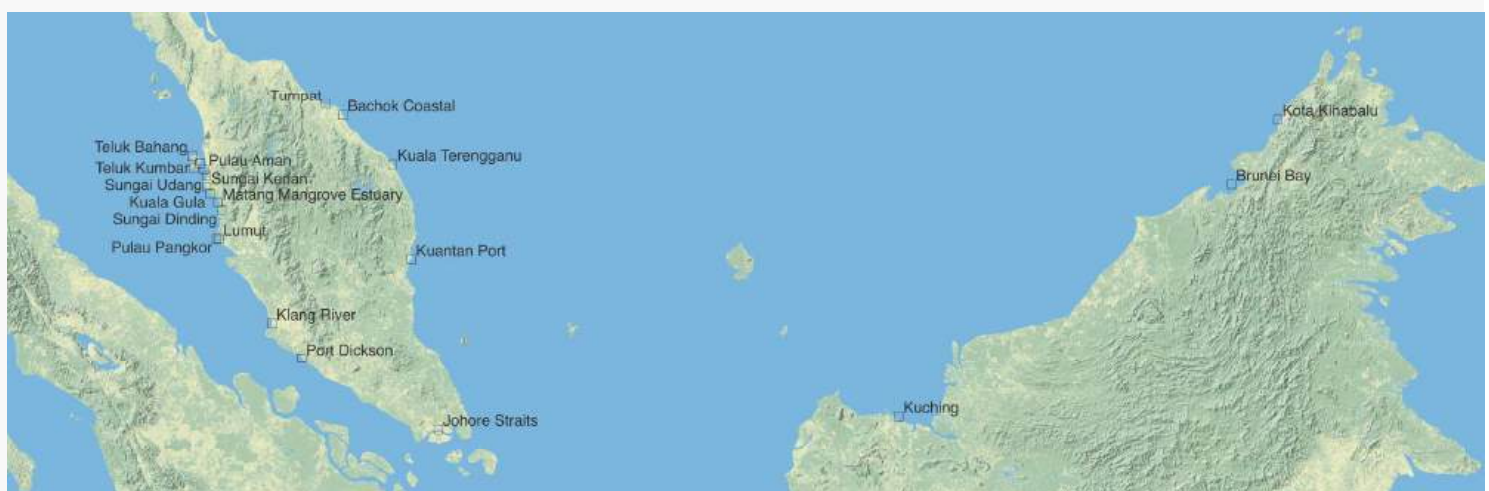 Tumpat
Bachok Coastal
Kota Kinabalu
Teluk Bahang
Pulau Aman
Kuala Terengganu
Teluk Kumbar
Sungai Kerian
Sungai Udang
Brunei Bay
Matang Mangrove Estuary
Kuala Gula
Sungai Dinding
Lumut
Pulau Pangkor
Kuantan Port
Klang River
Port Dickson
Kuching
Johore Straits